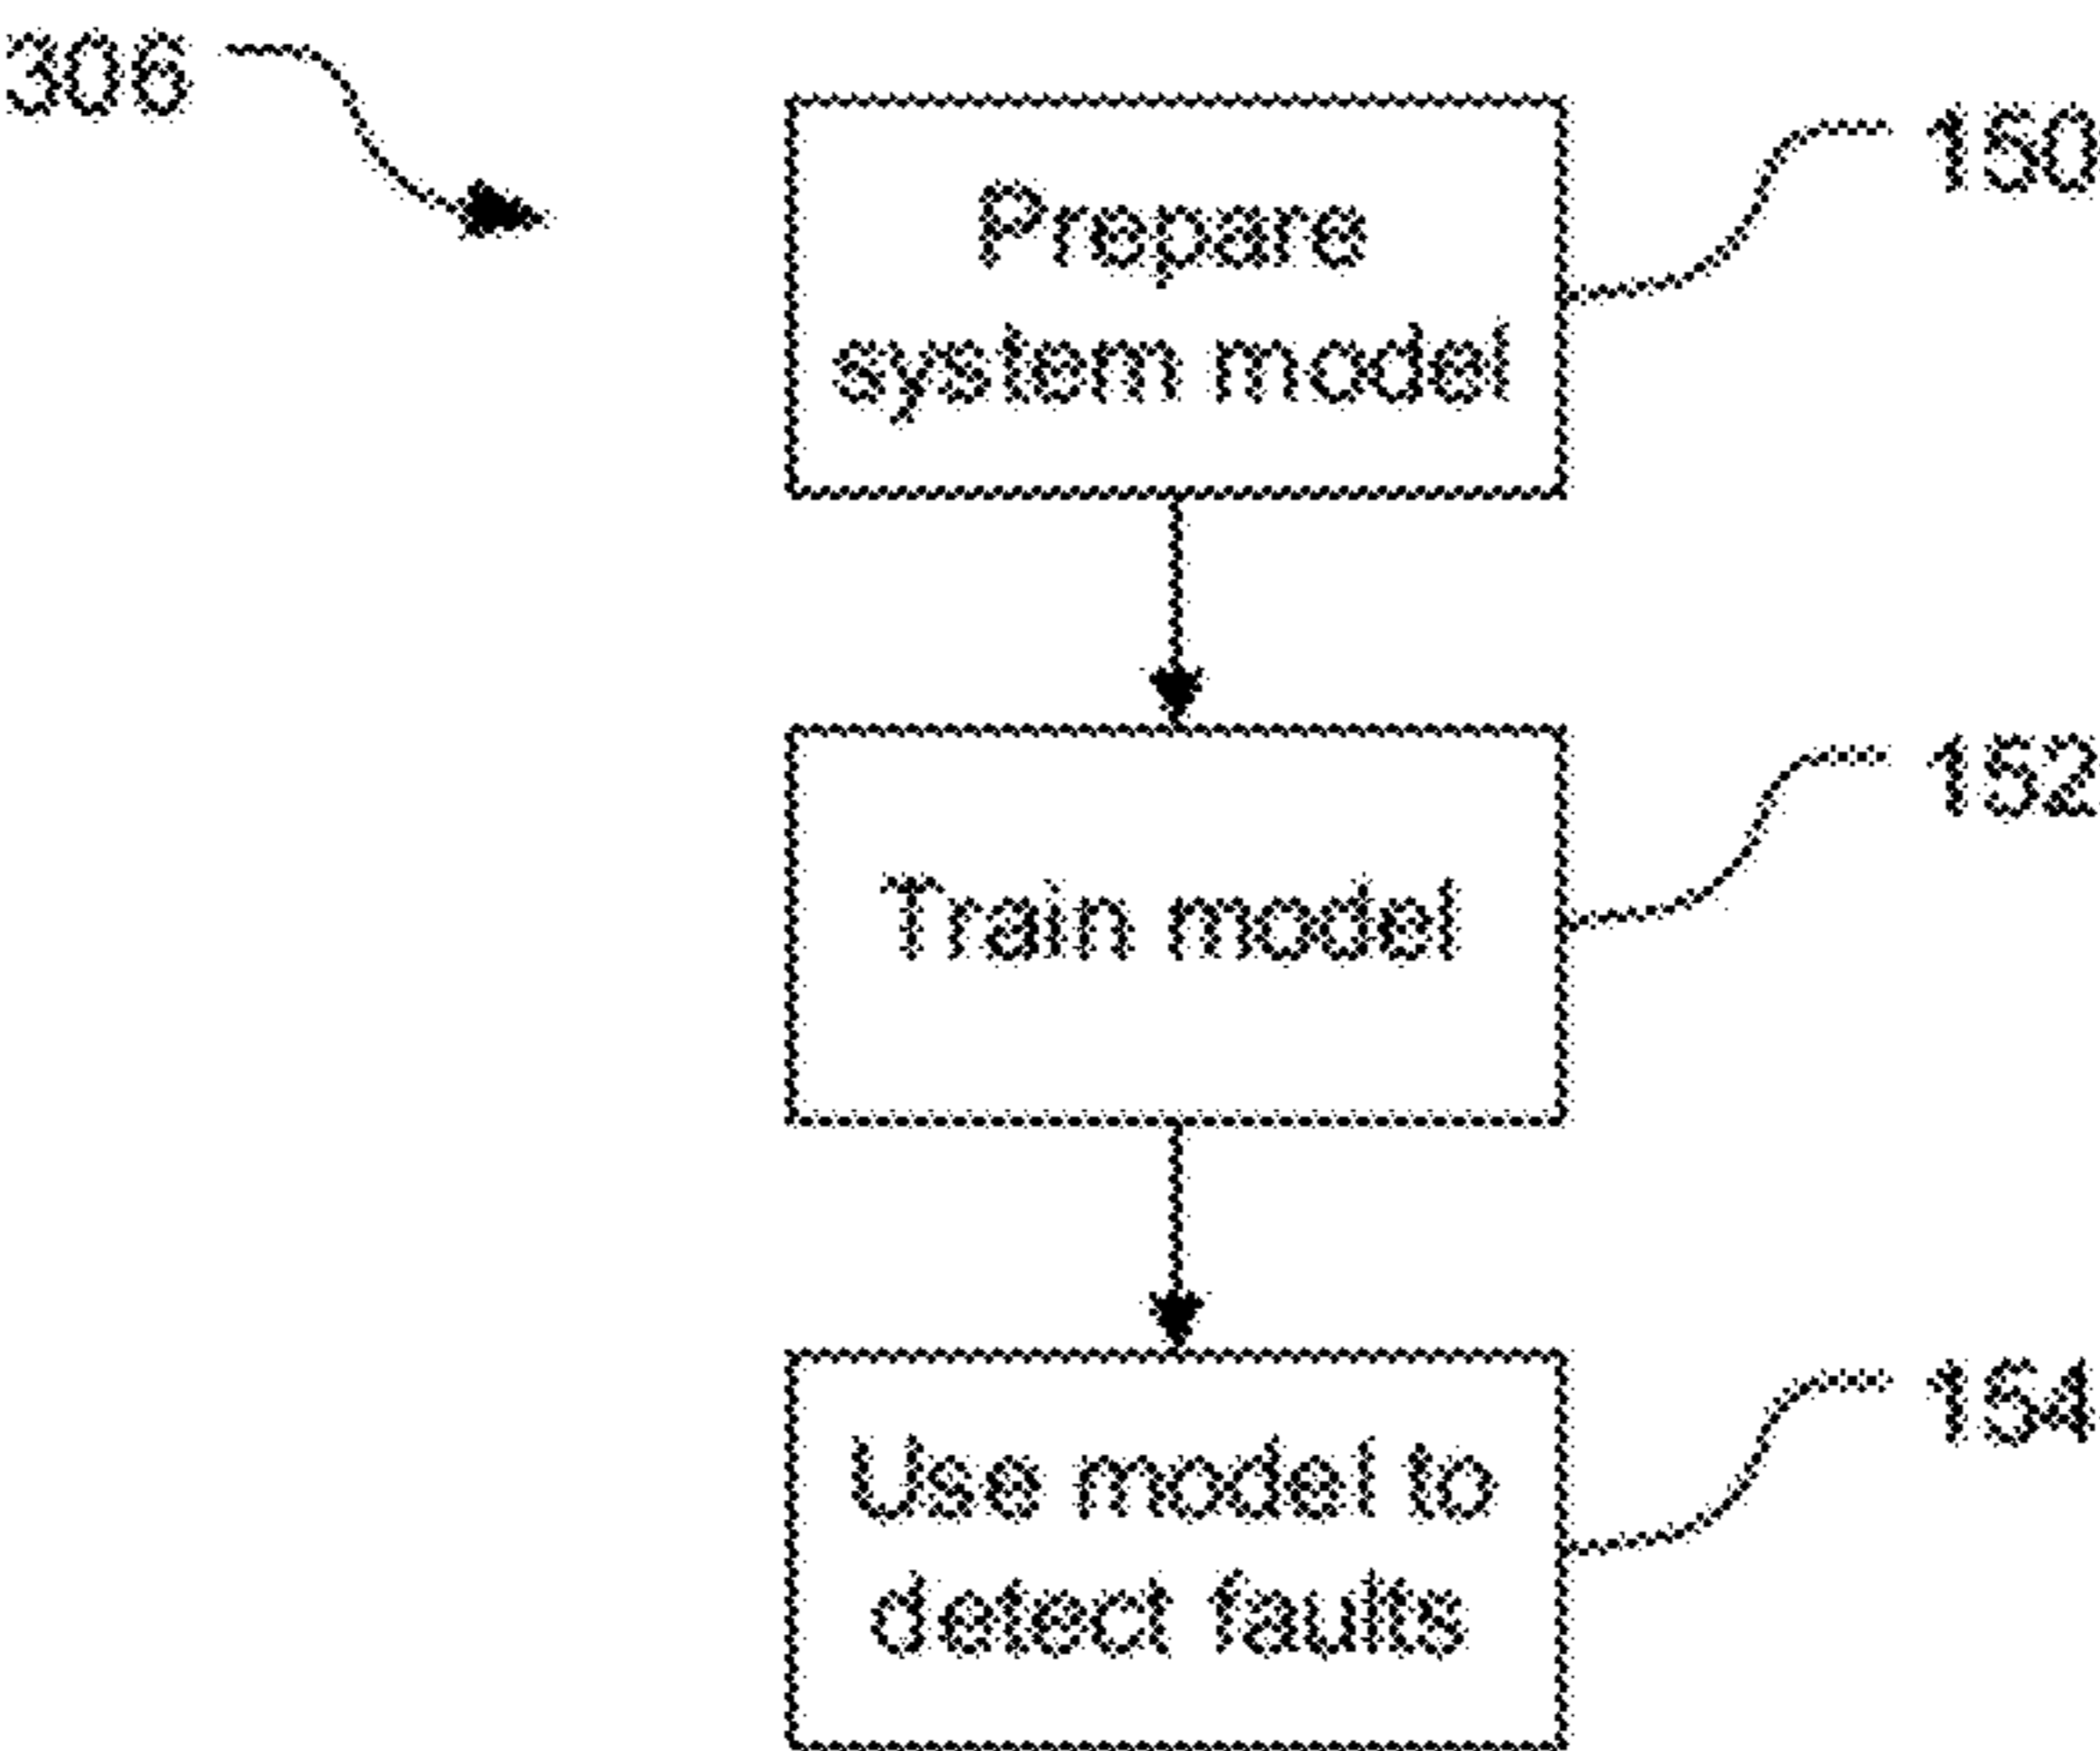 306
150
Prepare
system model
152
Train model
154
Use model to
detect faults